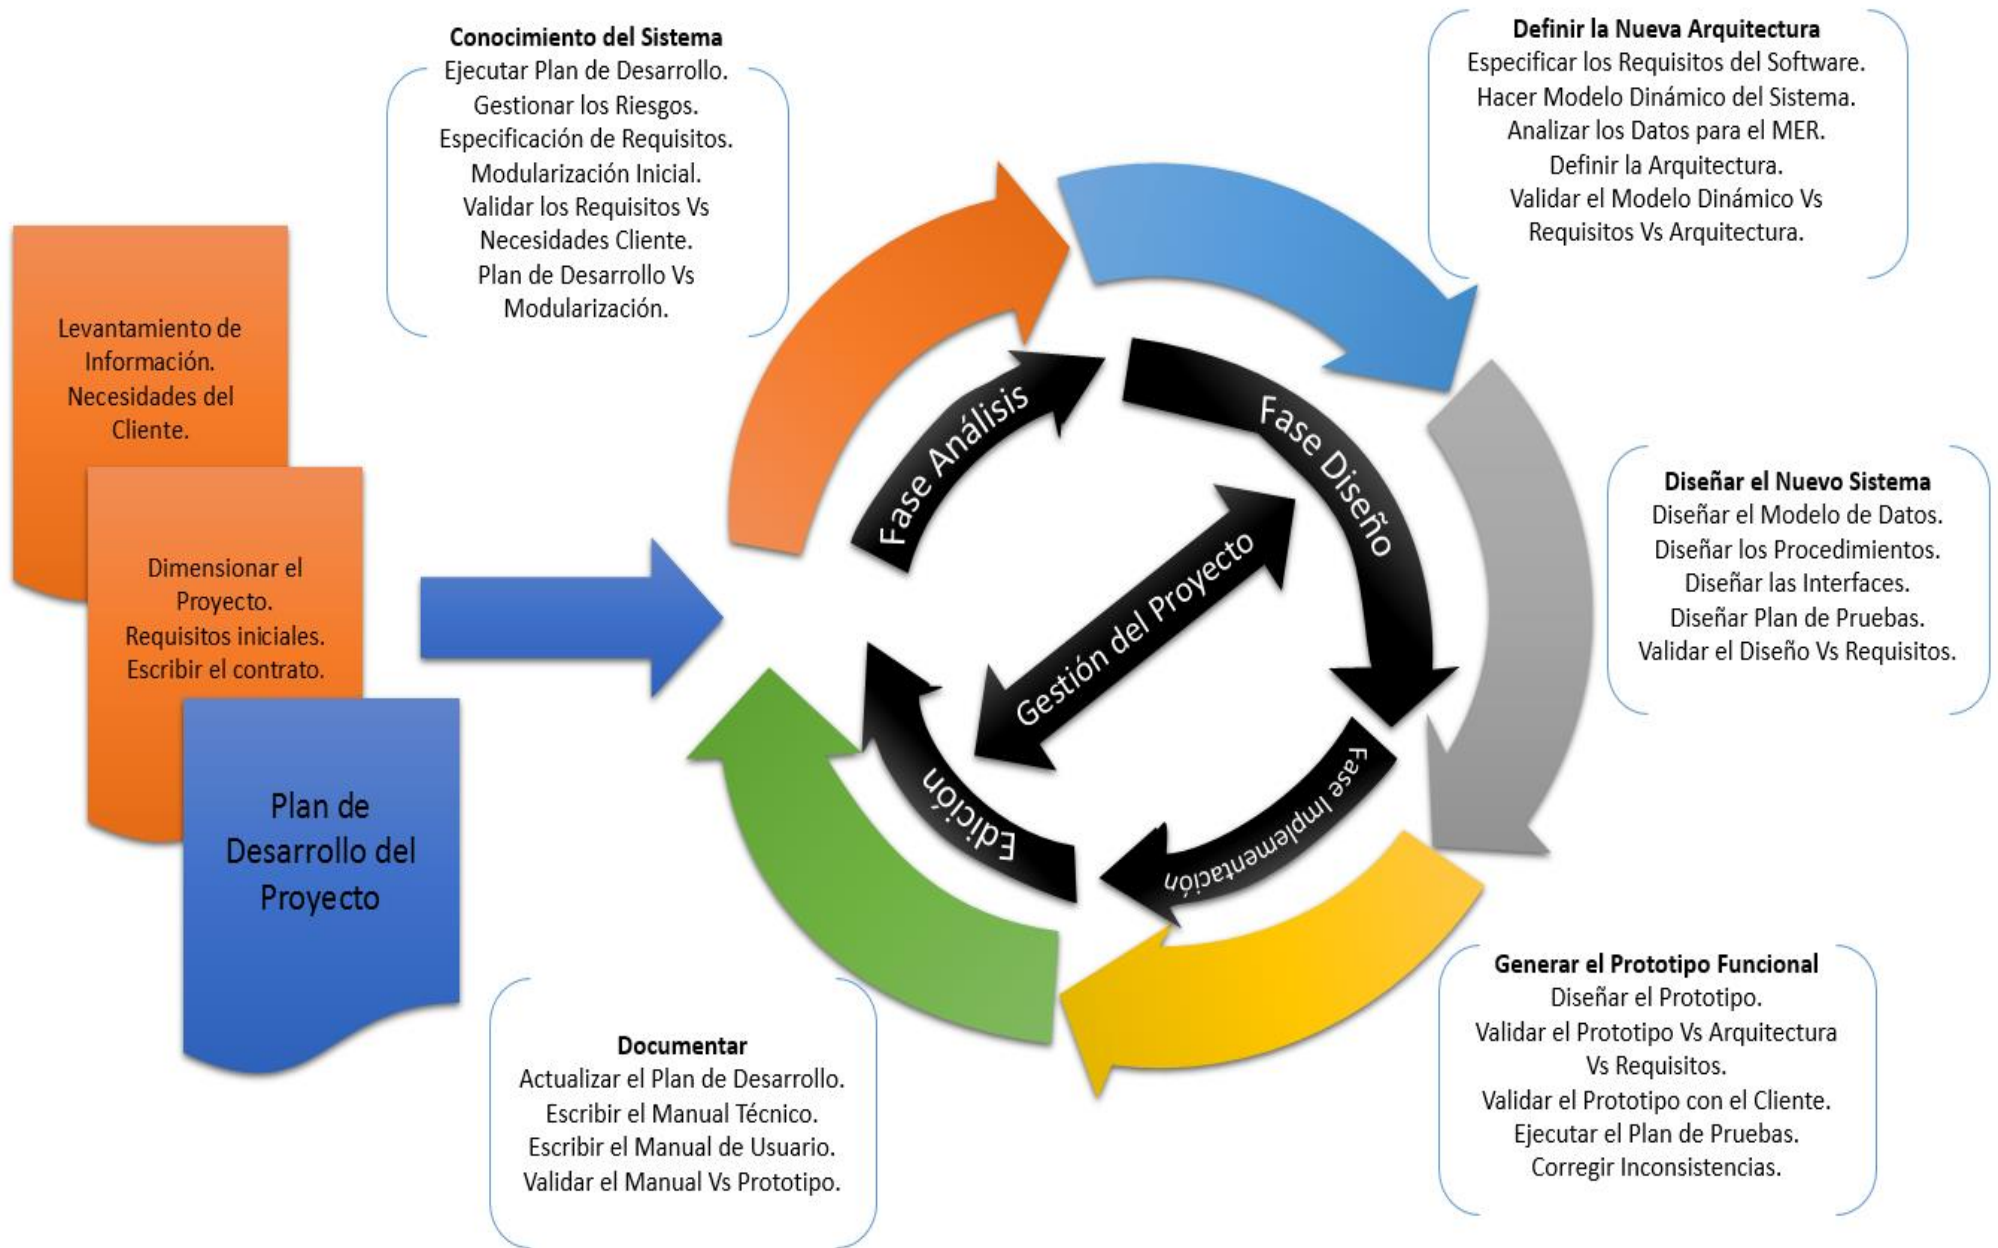 Conocimiento del Sistema
Ejecutar Plan de Desarrollo.
Gestionar los Riesgos.
Especificación de Requisitos.
Modularización Inicial.
Validar los Requisitos Vs
Necesidades Cliente.
Plan de Desarrollo Vs
Modularización.
Definir la Nueva Arquitectura
Especificar los Requisitos del Software.
Hacer Modelo Dinámico del Sistema.
Analizar los Datos para el MER.
Definir la Arquitectura.
Validar el Modelo Dinámico Vs
Requisitos Vs Arquitectura.
Levantamiento de
Información.
Necesidades del
Cliente.
Dimensionar el
Proyecto.
Requisitos iniciales.
Escribir el contrato.
Plan de
Desarrollo del
Proyecto
Fase Análisis
Fase Diseño
Gestión del Proyecto
Fase Implementación
Edición
Diseñar el Nuevo Sistema
Diseñar el Modelo de Datos.
Diseñar los Procedimientos.
Diseñar las Interfaces.
Diseñar Plan de Pruebas.
Validar el Diseño Vs Requisitos.
Generar el Prototipo Funcional
Diseñar el Prototipo.
Validar el Prototipo Vs Arquitectura
Vs Requisitos.
Validar el Prototipo con el Cliente.
Ejecutar el Plan de Pruebas.
Corregir Inconsistencias.
Documentar
Actualizar el Plan de Desarrollo.
Escribir el Manual Técnico.
Escribir el Manual de Usuario.
Validar el Manual Vs Prototipo.